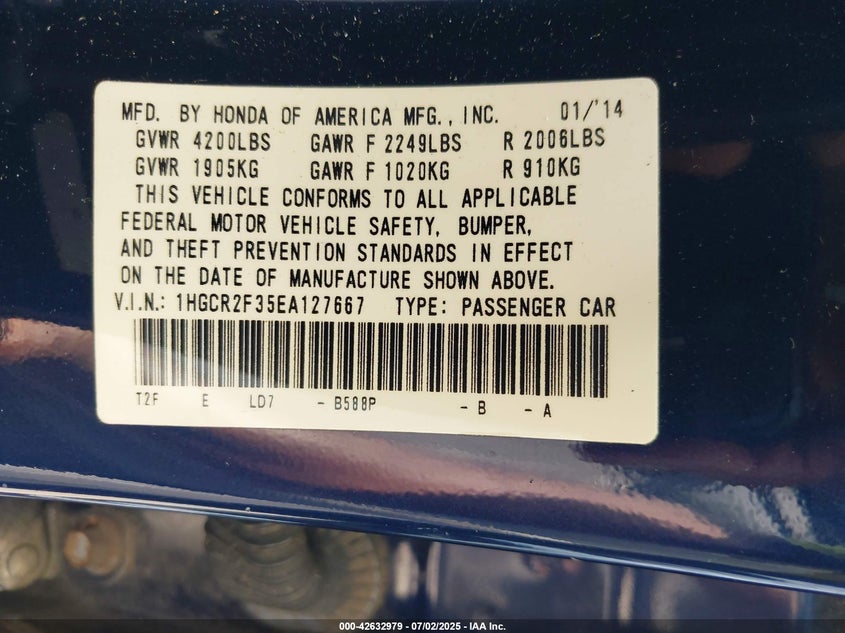 MFD. BY HONDA OF AMERICA MFG., INC. 01/'14
GVWR 4200LBS GAWR F 2249LBS R 2006LBS
GVWR 1905KG GAWR F 1020KG R 910KG
THIS VEHICLE CONFORMS TO ALL APPLICABLE
FEDERAL MOTOR VEHICLE SAFETY, BUMPER,
AND THEFT PREVENTION STANDARDS IN EFFECT
ON THE DATE OF MANUFACTURE SHOWN ABOVE.
V.I.N.: 1HGCR2F35EA127667 TYPE: PASSENGER CAR
T2F E LD7 - B588P - B - A
000-42632979 - 07/02/2025 - IAA Inc.